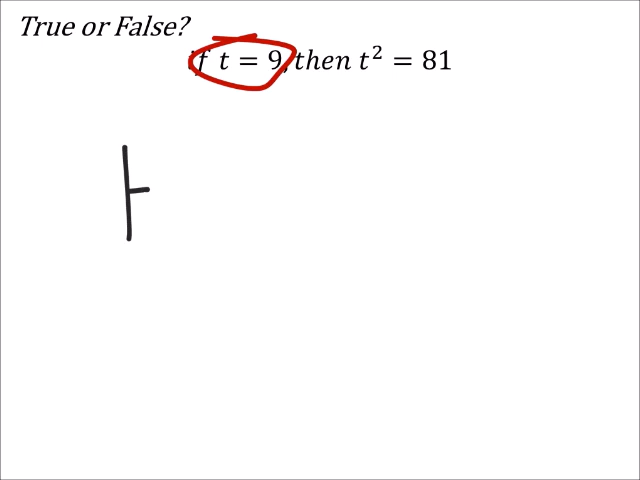 True or False?
if t = 9, then t² = 81